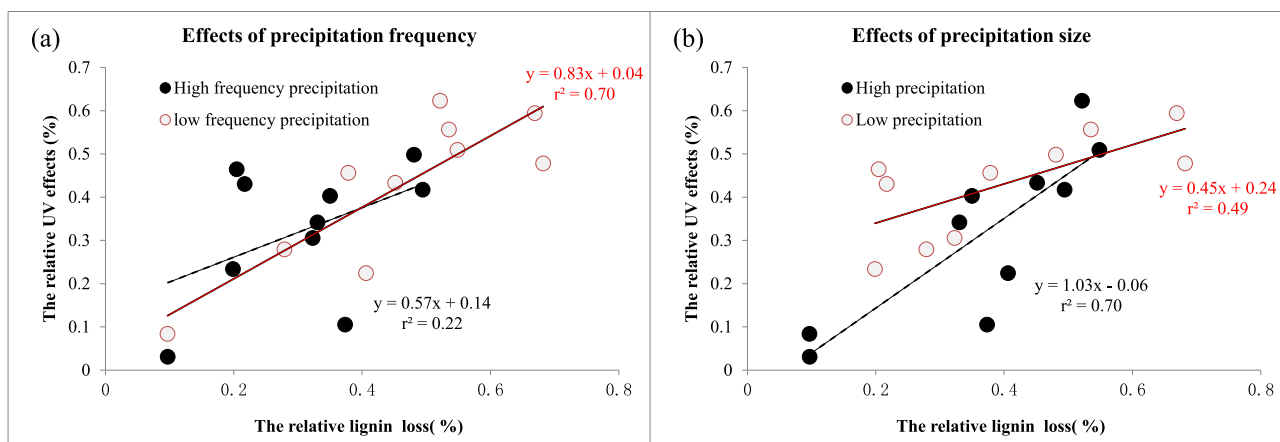 (a)
Effects of precipitation frequency
0.7
0.6
0.5
0.4
0.3
0.2
0.1
0
The relative UV effects (%)
High frequency precipitation
low frequency precipitation
y = 0.83x + 0.04
r² = 0.70
y = 0.57x + 0.14
r² = 0.22
0 0.2 0.4 0.6 0.8
The relative lignin loss( %)
(b)
Effects of precipitation size
0.7
0.6
0.5
0.4
0.3
0.2
0.1
0
The relative UV effects (%)
High precipitation
Low precipitation
y = 0.45x + 0.24
r² = 0.49
y = 1.03x - 0.06
r² = 0.70
0 0.2 0.4 0.6 0.8
The relative lignin loss( %)